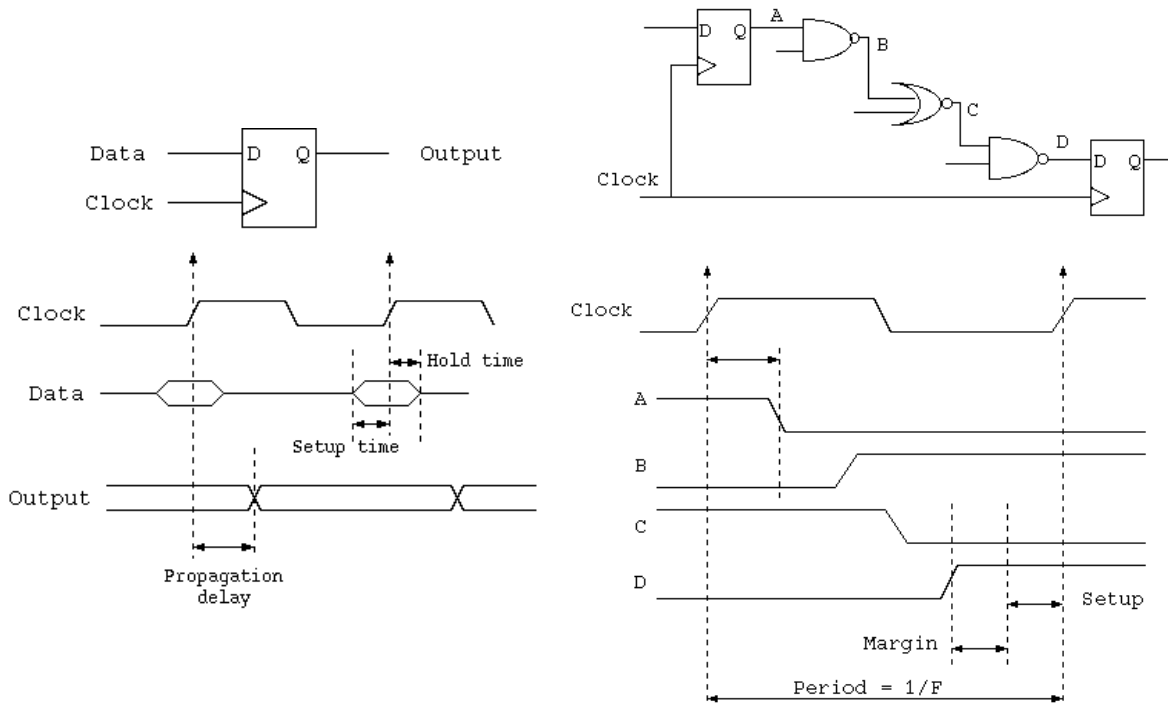 D Q
Data
Output
Clock
Clock
Hold time
Data
Setup time
Output
Propagation
delay
D Q
A
B
C
D
D Q
Clock
Clock
A
B
C
D
Setup
Margin
Period = 1/F